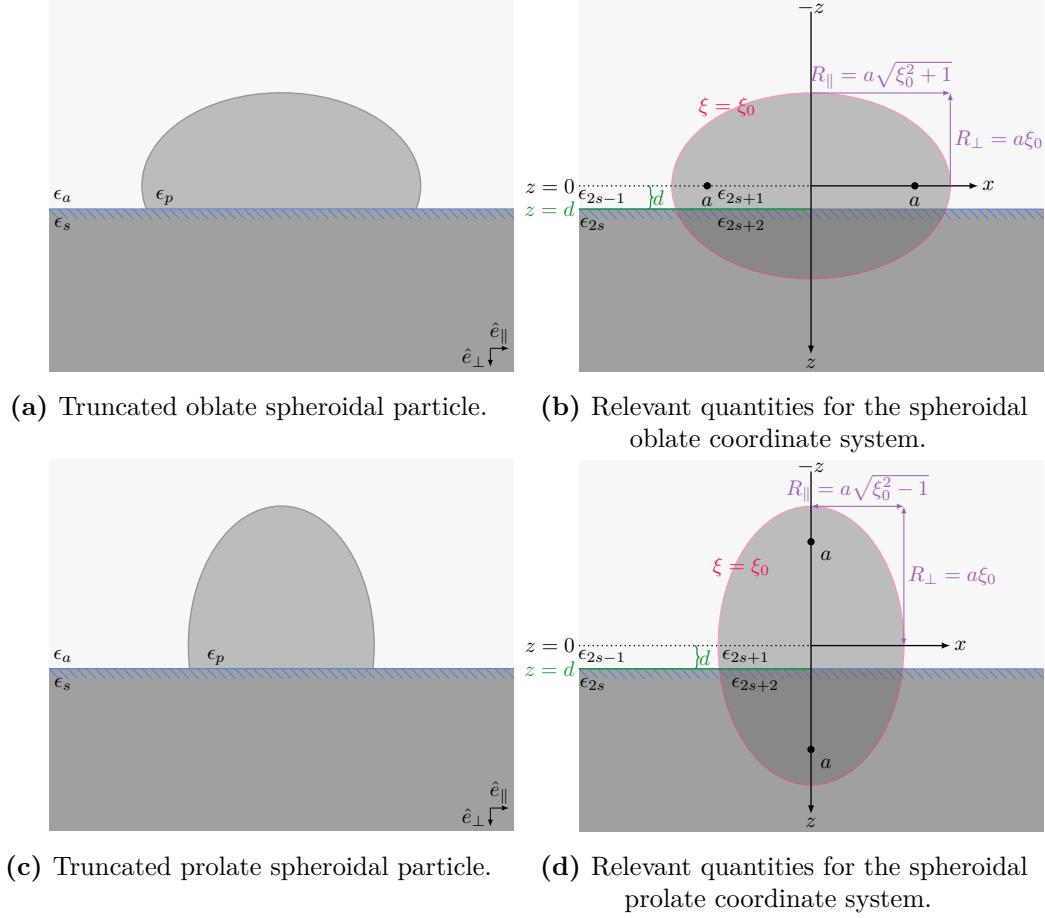 ϵₐ
ϵₚ
ϵₛ
ê∥
ê⊥
−z
R∥ = a√(ξ₀² + 1)
ξ = ξ₀
R⊥ = aξ₀
z = 0
x
ϵ₂ₛ₋₁
d
a
ϵ₂ₛ₊₁
a
z = d
ϵ₂ₛ
ϵ₂ₛ₊₂
z
(a) Truncated oblate spheroidal particle.
(b) Relevant quantities for the spheroidal
oblate coordinate system.
ϵₐ
ϵₚ
ϵₛ
ê∥
ê⊥
−z
R∥ = a√(ξ₀² − 1)
a
ξ = ξ₀
R⊥ = aξ₀
z = 0
x
ϵ₂ₛ₋₁
d
ϵ₂ₛ₊₁
z = d
ϵ₂ₛ
ϵ₂ₛ₊₂
a
z
(c) Truncated prolate spheroidal particle.
(d) Relevant quantities for the spheroidal
prolate coordinate system.